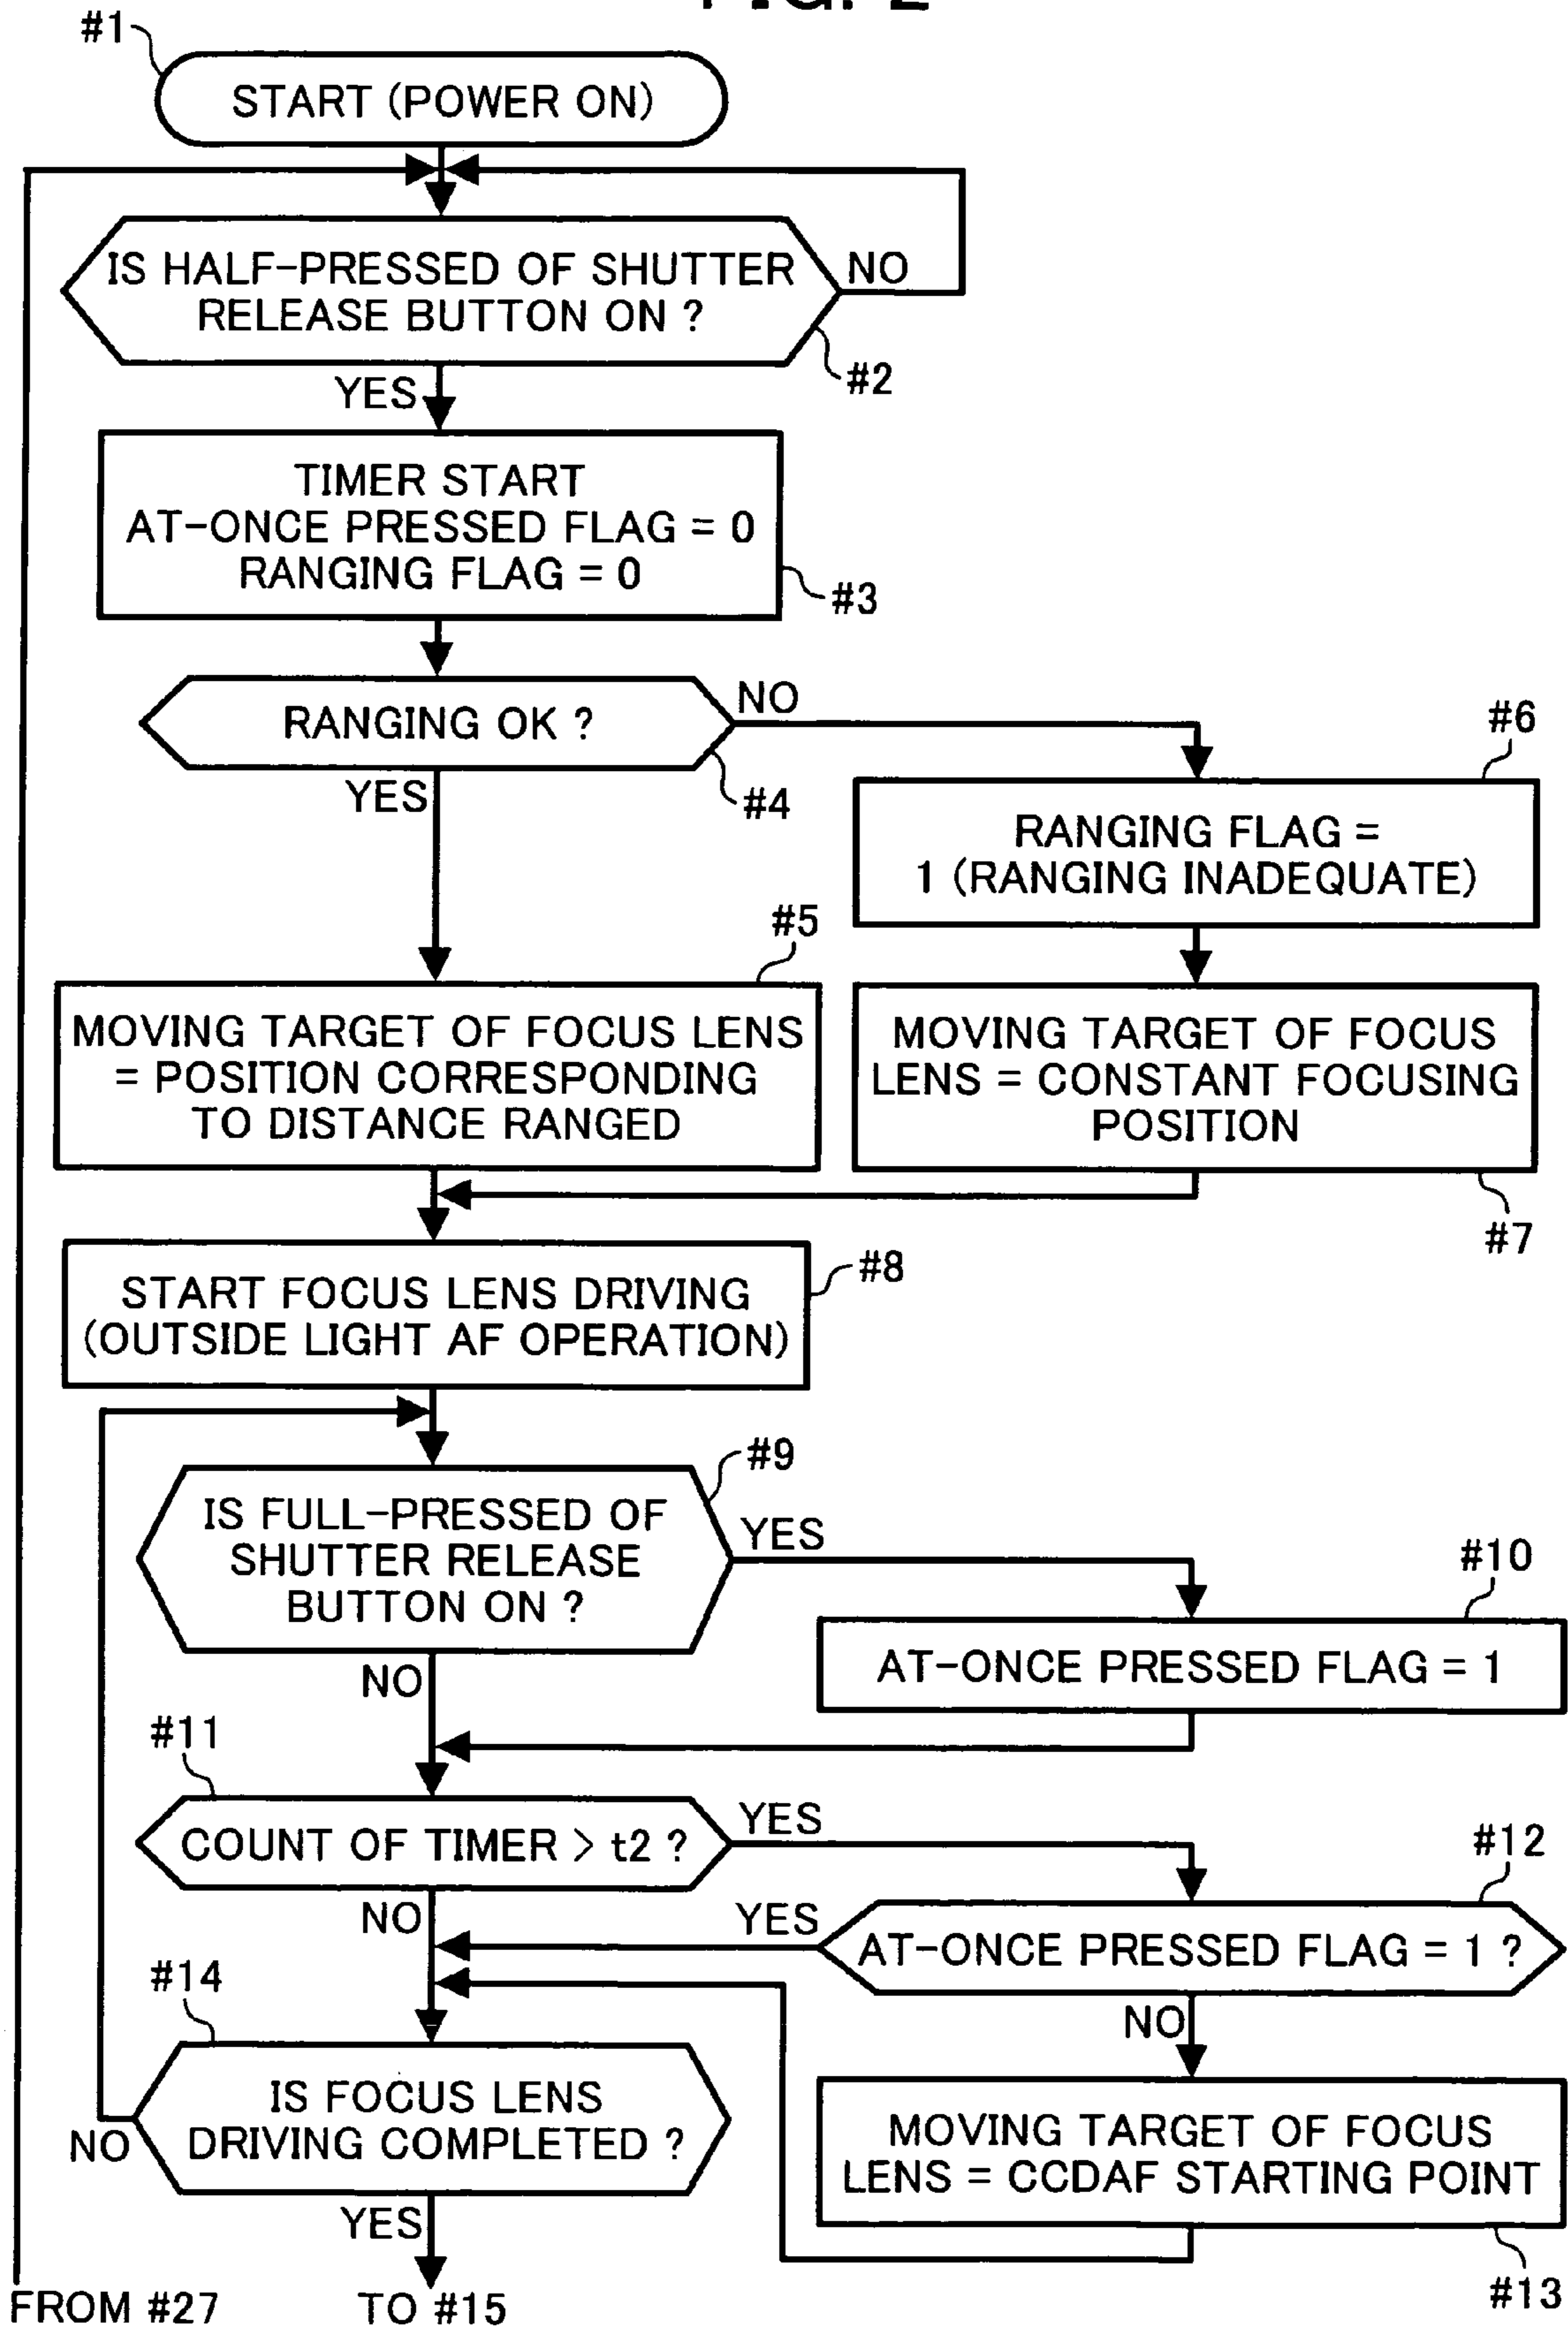 #1
START (POWER ON)
IS HALF-PRESSED OF SHUTTER
RELEASE BUTTON ON ?
NO
#2
YES
TIMER START
AT-ONCE PRESSED FLAG = 0
RANGING FLAG = 0
#3
RANGING OK ?
NO
#4
YES
#6
RANGING FLAG =
1 (RANGING INADEQUATE)
#5
MOVING TARGET OF FOCUS LENS
= POSITION CORRESPONDING
TO DISTANCE RANGED
MOVING TARGET OF FOCUS
LENS = CONSTANT FOCUSING
POSITION
#7
#8
START FOCUS LENS DRIVING
(OUTSIDE LIGHT AF OPERATION)
#9
IS FULL-PRESSED OF
SHUTTER RELEASE
BUTTON ON ?
YES
NO
#10
AT-ONCE PRESSED FLAG = 1
#11
COUNT OF TIMER > t2 ?
YES
NO
#12
AT-ONCE PRESSED FLAG = 1 ?
YES
NO
#14
IS FOCUS LENS
DRIVING COMPLETED ?
NO
YES
MOVING TARGET OF FOCUS
LENS = CCDAF STARTING POINT
#13
FROM #27
TO #15